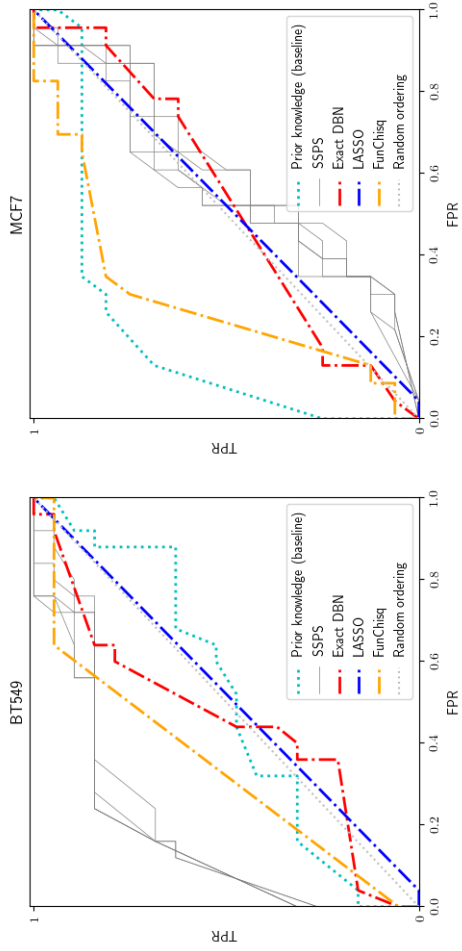 BT549
TPR
1
0
0.0
0.2
0.4
0.6
0.8
1.0
FPR
Prior knowledge (baseline)
SSPS
Exact DBN
LASSO
FunChisq
Random ordering
MCF7
TPR
1
0
0.0
0.2
0.4
0.6
0.8
1.0
FPR
Prior knowledge (baseline)
SSPS
Exact DBN
LASSO
FunChisq
Random ordering